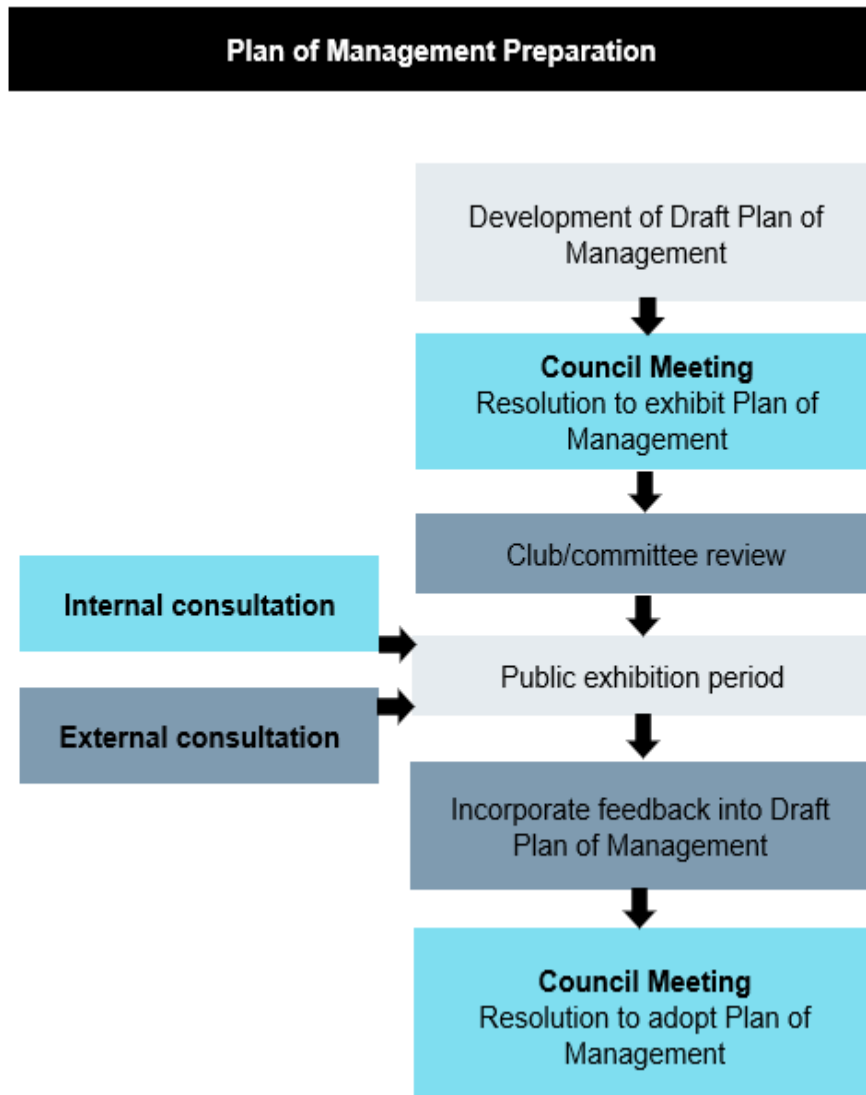 Plan of Management Preparation
Development of Draft Plan of
Management
Council Meeting
Resolution to exhibit Plan of
Management
Club/committee review
Internal consultation
Public exhibition period
External consultation
Incorporate feedback into Draft
Plan of Management
Council Meeting
Resolution to adopt Plan of
Management